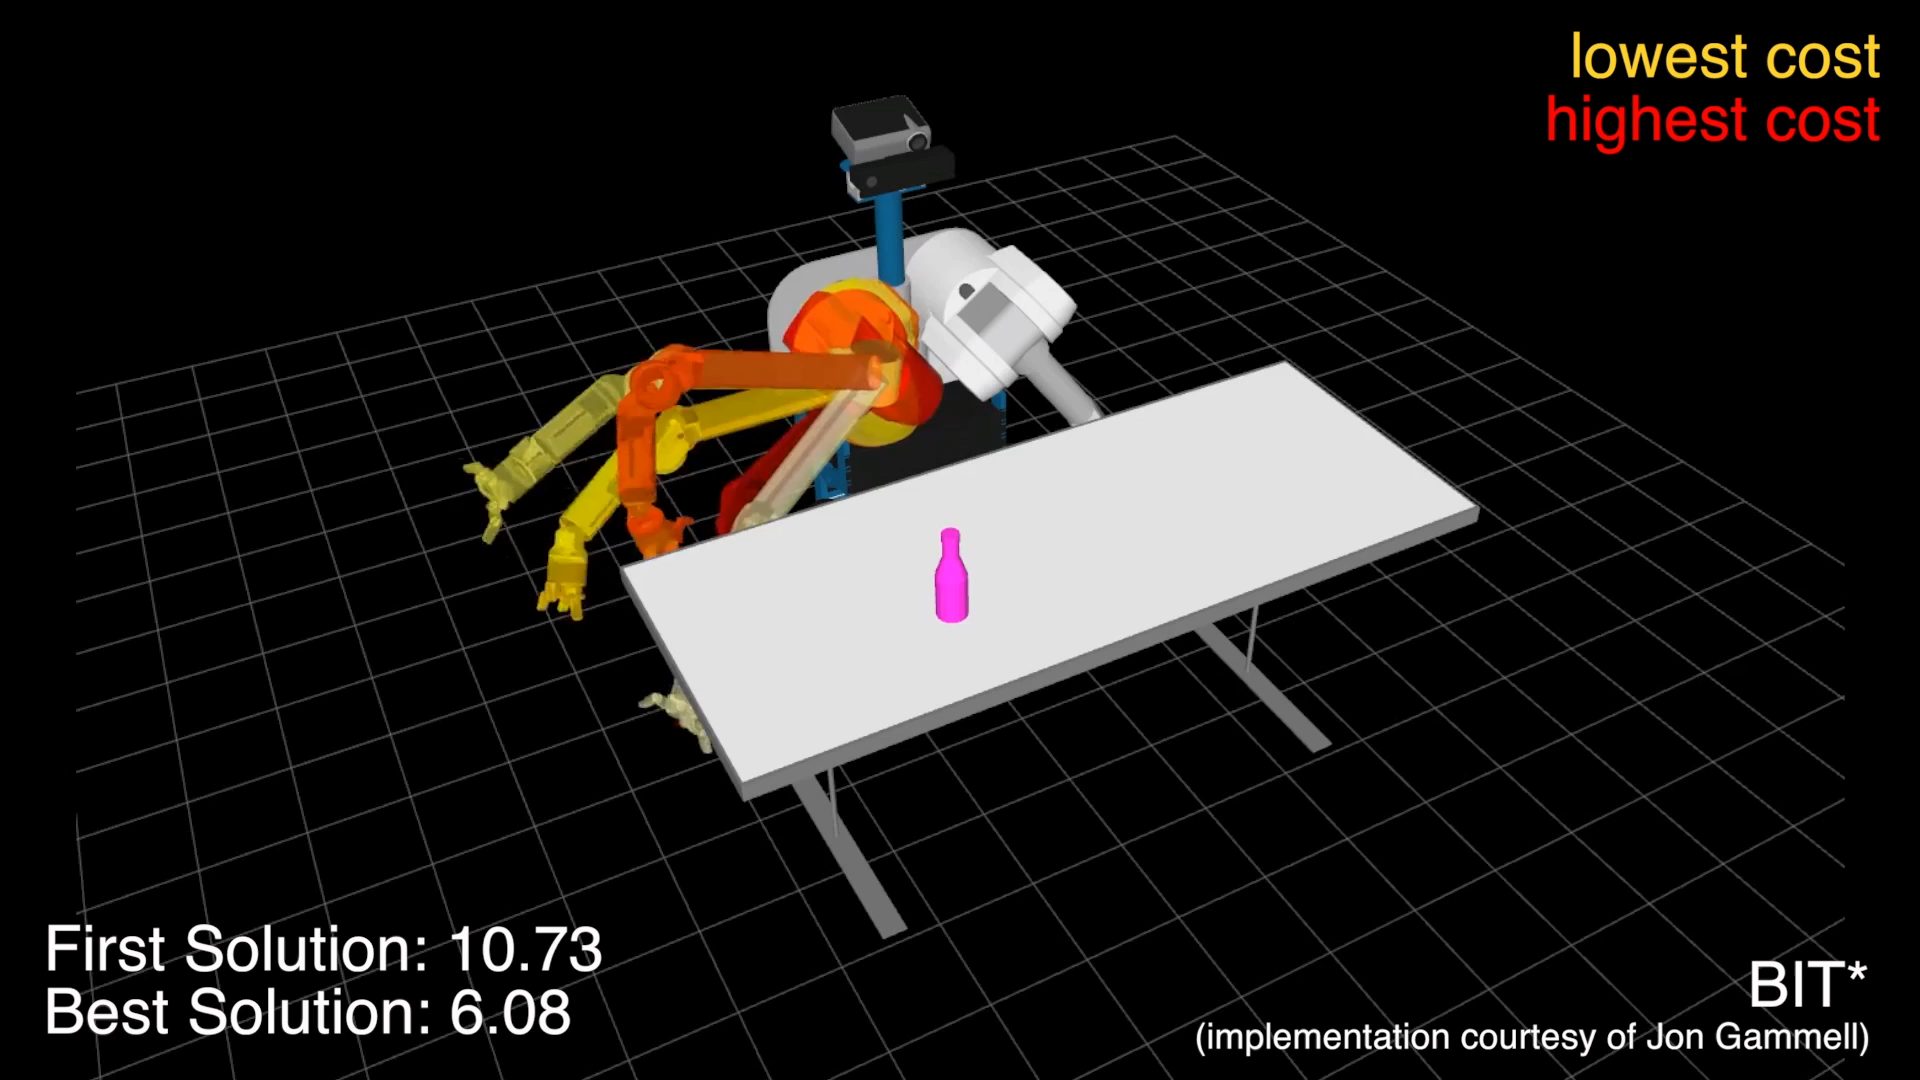 lowest cost
highest cost
First Solution: 10.73
Best Solution: 6.08
BIT*
(implementation courtesy of Jon Gammell)